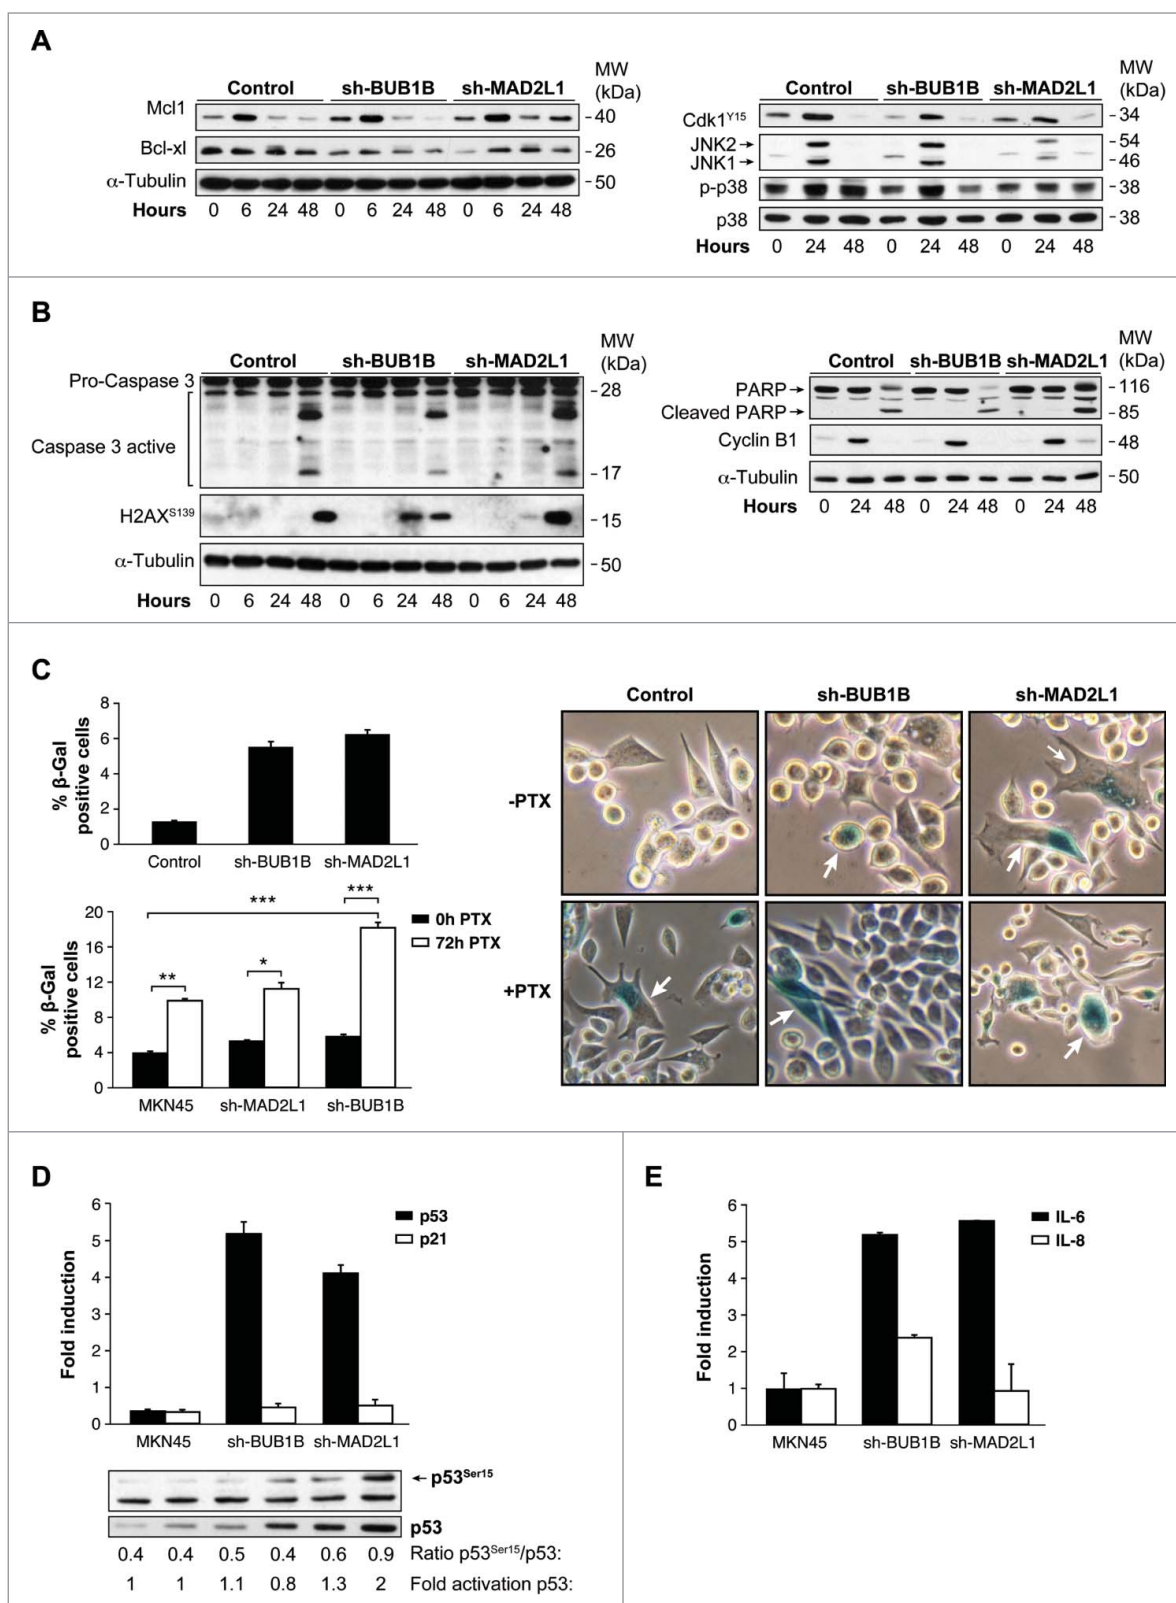 A
Control sh-BUB1B sh-MAD2L1
MW
(kDa)
Mcl1
-40
Bcl-xl
-26
α-Tubulin
-50
Hours 0 6 24 48 0 6 24 48 0 6 24 48
Control sh-BUB1B sh-MAD2L1
MW
(kDa)
Cdk1Y15
-34
JNK2→
-54
JNK1→
-46
p-p38
-38
p38
-38
Hours 0 24 48 0 24 48 0 24 48
B
Control sh-BUB1B sh-MAD2L1
MW
(kDa)
Pro-Caspase 3
-28
Caspase 3 active
-17
H2AXS139
-15
α-Tubulin
-50
Hours 0 6 24 48 0 6 24 48 0 6 24 48
Control sh-BUB1B sh-MAD2L1
MW
(kDa)
PARP→
-116
Cleaved PARP→
-85
Cyclin B1
-48
α-Tubulin
-50
Hours 0 24 48 0 24 48 0 24 48
C
% β-Gal
positive cells
8
6
4
2
0
Control sh-BUB1B sh-MAD2L1
% β-Gal
positive cells
20
16
12
8
4
0
** * *** ***
0h PTX
72h PTX
MKN45 sh-MAD2L1 sh-BUB1B
Control sh-BUB1B sh-MAD2L1
-PTX
+PTX
D
Fold induction
6
5
4
3
2
1
0
p53
p21
MKN45 sh-BUB1B sh-MAD2L1
←p53Ser15
p53
0.4 0.4 0.5 0.4 0.6 0.9 Ratio p53Ser15/p53:
1 1 1.1 0.8 1.3 2 Fold activation p53:
E
Fold induction
6
5
4
3
2
1
0
IL-6
IL-8
MKN45 sh-BUB1B sh-MAD2L1